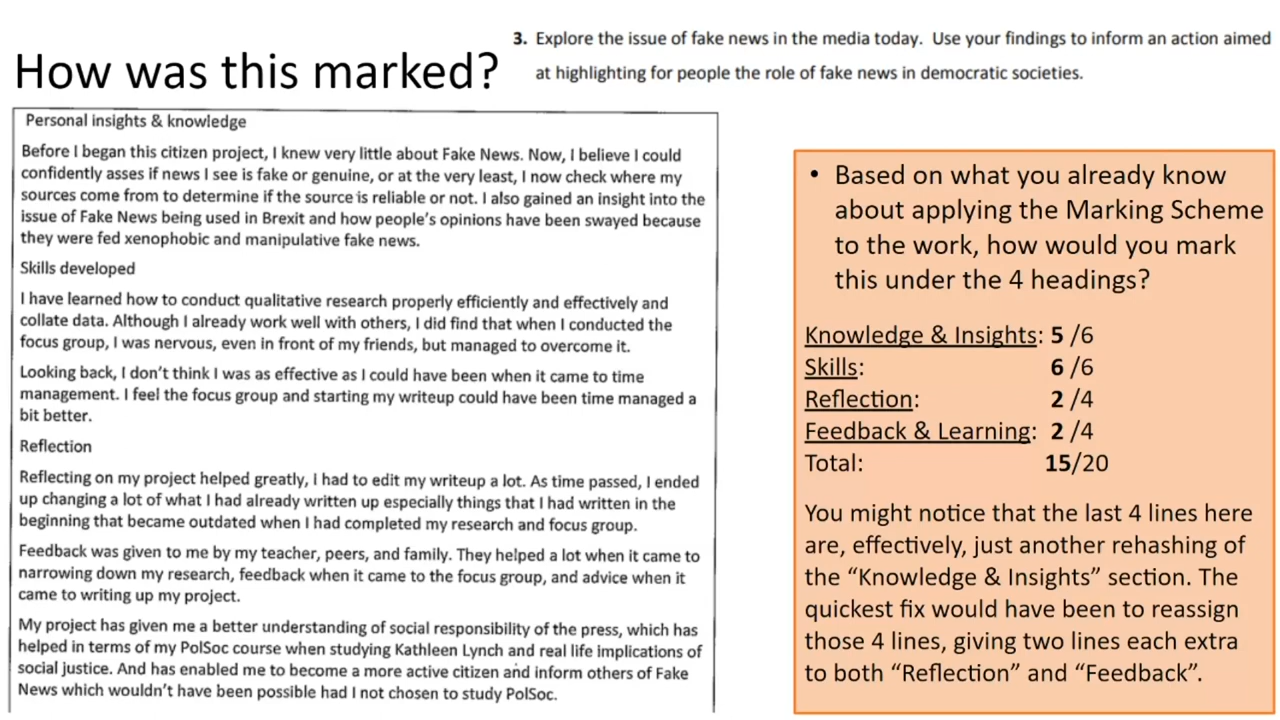 How was this marked?
3. Explore the issue of fake news in the media today. Use your findings to inform an action aimed
at highlighting for people the role of fake news in democratic societies.
Personal insights & knowledge
Before I began this citizen project, I knew very little about Fake News. Now, I believe I could
confidently asses if news I see is fake or genuine, or at the very least, I now check where my
sources come from to determine if the source is reliable or not. I also gained an insight into the
issue of Fake News being used in Brexit and how people's opinions have been swayed because
they were fed xenophobic and manipulative fake news.
Skills developed
I have learned how to conduct qualitative research properly efficiently and effectively and
collate data. Although I already work well with others, I did find that when I conducted the
focus group, I was nervous, even in front of my friends, but managed to overcome it.
Looking back, I don't think I was as effective as I could have been when it came to time
management. I feel the focus group and starting my writeup could have been time managed a
bit better.
Reflection
Reflecting on my project helped greatly, I had to edit my writeup a lot. As time passed, I ended
up changing a lot of what I had already written up especially things that I had written in the
beginning that became outdated when I had completed my research and focus group.
Feedback was given to me by my teacher, peers, and family. They helped a lot when it came to
narrowing down my research, feedback when it came to the focus group, and advice when it
came to writing up my project.
My project has given me a better understanding of social responsibility of the press, which has
helped in terms of my PolSoc course when studying Kathleen Lynch and real life implications of
social justice. And has enabled me to become a more active citizen and inform others of Fake
News which wouldn't have been possible had I not chosen to study PolSoc.
• Based on what you already know
about applying the Marking Scheme
to the work, how would you mark
this under the 4 headings?
Knowledge & Insights: 5 /6
Skills: 6 /6
Reflection: 2 /4
Feedback & Learning: 2 /4
Total: 15/20
You might notice that the last 4 lines here
are, effectively, just another rehashing of
the "Knowledge & Insights" section. The
quickest fix would have been to reassign
those 4 lines, giving two lines each extra
to both "Reflection" and "Feedback".